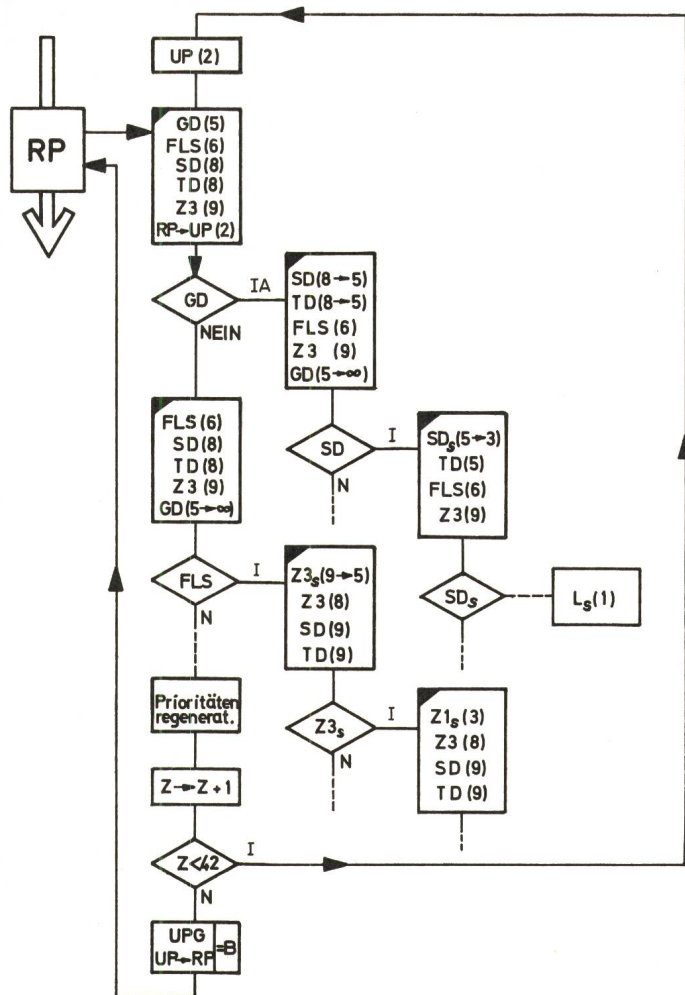 UP (2)
RP
GD (5)
FLS (6)
SD (8)
TD (8)
Z3 (9)
RP→UP (2)
GD
IA
NEIN
SD (8→5)
TD (8→5)
FLS (6)
Z3 (9)
GD (5→∞)
FLS (6)
SD (8)
TD (8)
Z3 (9)
GD (5→∞)
SD
I
N
SDs (5→3)
TD (5)
FLS (6)
Z3 (9)
FLS
I
N
Z3s (9→5)
Z3 (8)
SD (9)
TD (9)
SDs
Ls (1)
Prioritäten
regenerat.
Z3s
I
N
Z1s (3)
Z3 (8)
SD (9)
TD (9)
Z→Z+1
Z<42
I
N
UPG
UP→RP
=B